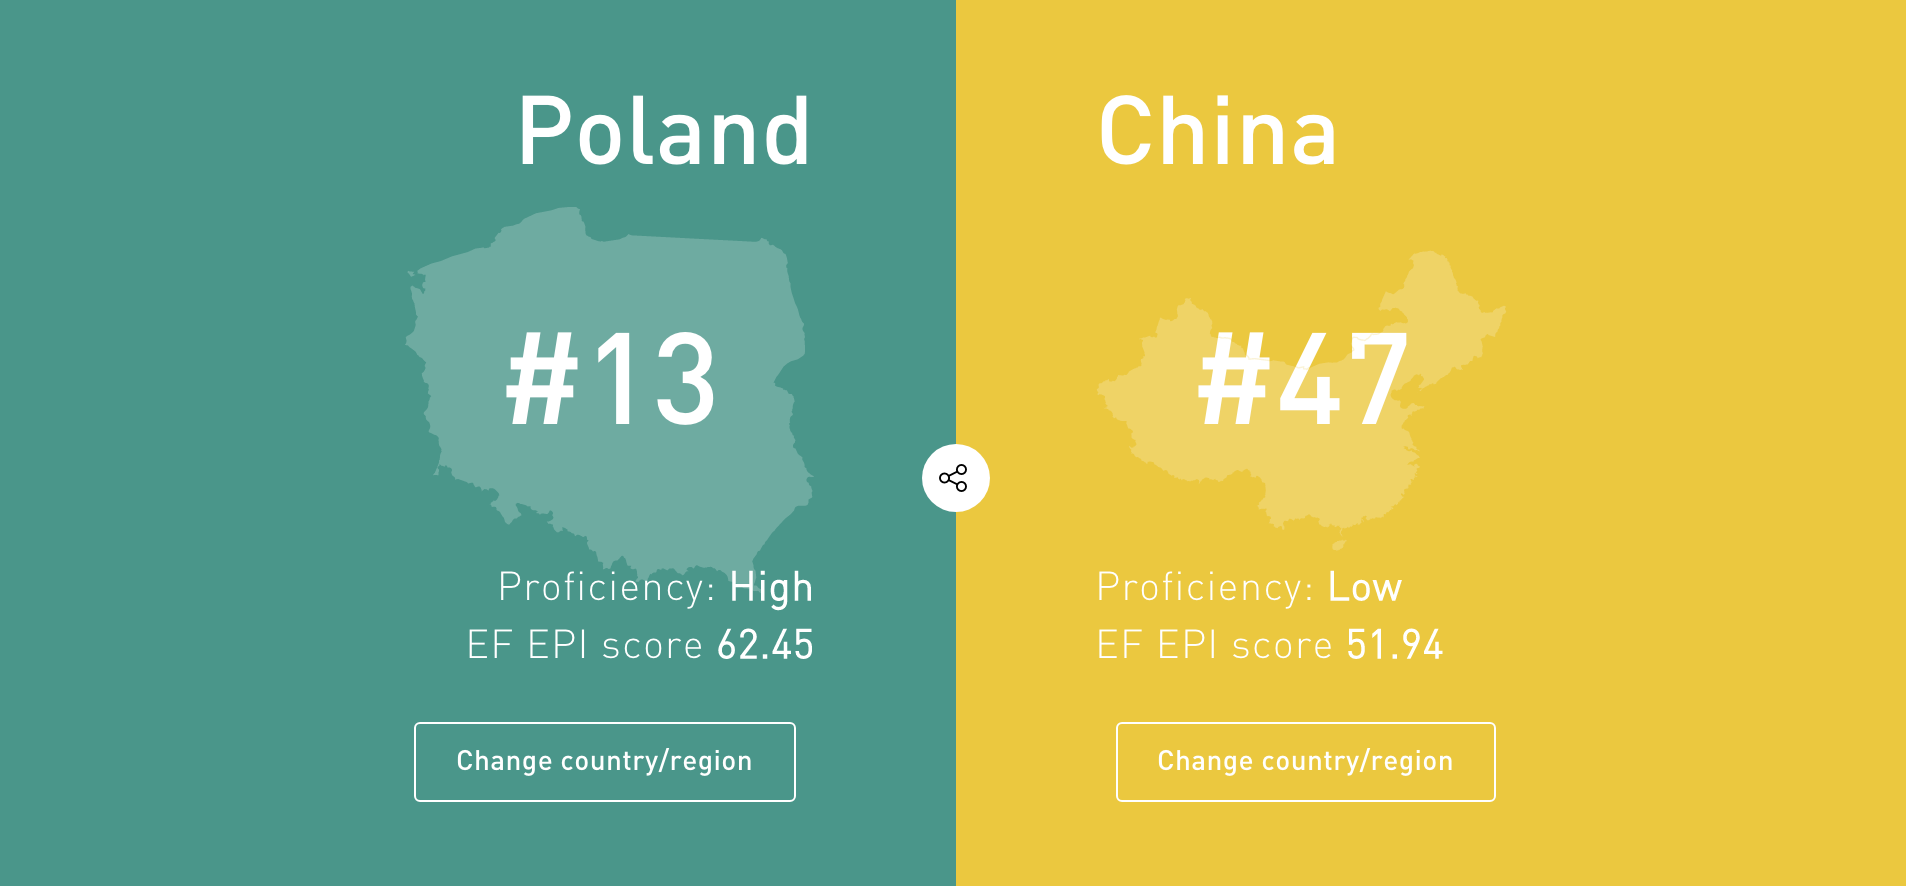 Poland
#13
Proficiency: High
EF EPI score 62.45
Change country/region
China
#47
Proficiency: Low
EF EPI score 51.94
Change country/region